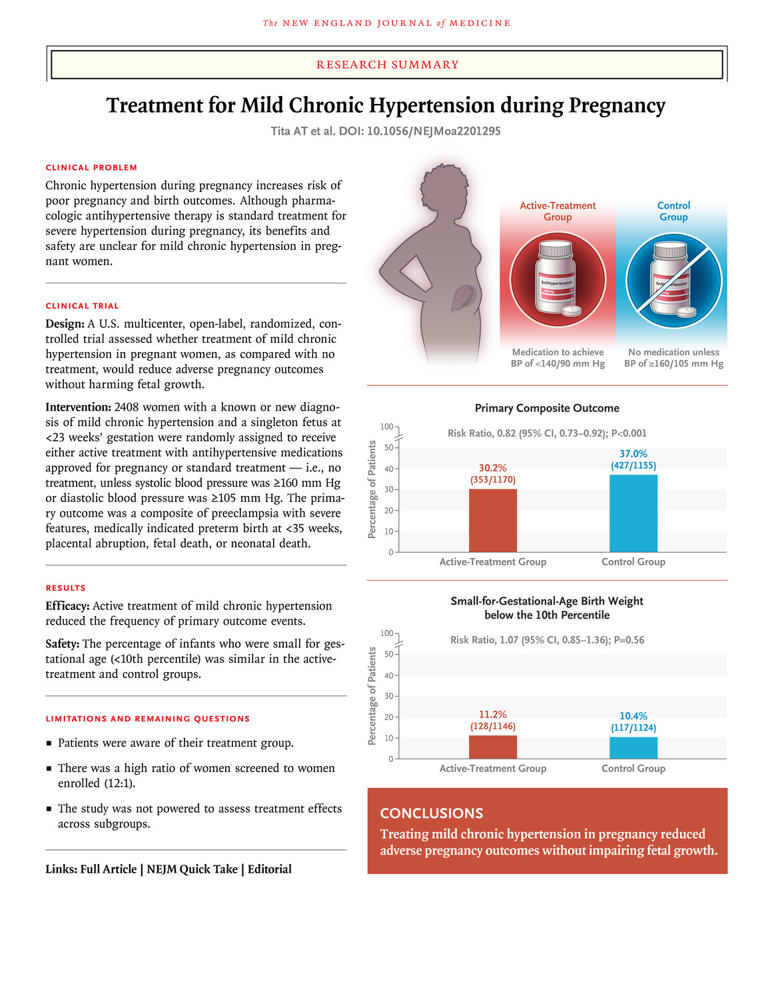 The NEW ENGLAND JOURNAL of MEDICINE
RESEARCH SUMMARY
Treatment for Mild Chronic Hypertension during Pregnancy
Tita AT et al. DOI: 10.1056/NEJMoa2201295
CLINICAL PROBLEM
Chronic hypertension during pregnancy increases risk of
poor pregnancy and birth outcomes. Although pharma-
cologic antihypertensive therapy is standard treatment for
severe hypertension during pregnancy, its benefits and
safety are unclear for mild chronic hypertension in preg-
nant women.
CLINICAL TRIAL
Design: A U.S. multicenter, open-label, randomized, con-
trolled trial assessed whether treatment of mild chronic
hypertension in pregnant women, as compared with no
treatment, would reduce adverse pregnancy outcomes
without harming fetal growth.
Intervention: 2408 women with a known or new diagno-
sis of mild chronic hypertension and a singleton fetus at
<23 weeks’ gestation were randomly assigned to receive
either active treatment with antihypertensive medications
approved for pregnancy or standard treatment — i.e., no
treatment, unless systolic blood pressure was ≥160 mm Hg
or diastolic blood pressure was ≥105 mm Hg. The prima-
ry outcome was a composite of preeclampsia with severe
features, medically indicated preterm birth at <35 weeks,
placental abruption, fetal death, or neonatal death.
RESULTS
Efficacy: Active treatment of mild chronic hypertension
reduced the frequency of primary outcome events.
Safety: The percentage of infants who were small for ges-
tational age (<10th percentile) was similar in the active-
treatment and control groups.
LIMITATIONS AND REMAINING QUESTIONS
■ Patients were aware of their treatment group.
■ There was a high ratio of women screened to women
enrolled (12:1).
■ The study was not powered to assess treatment effects
across subgroups.
Links: Full Article | NEJM Quick Take | Editorial
Active-Treatment
Group
Antihypertension
100 mg
Medication to achieve
BP of <140/90 mm Hg
Control
Group
No medication unless
BP of ≥160/105 mm Hg
Primary Composite Outcome
Risk Ratio, 0.82 (95% CI, 0.73–0.92); P<0.001
Percentage of Patients
100
50
40
30
20
10
0
30.2%
(353/1170)
37.0%
(427/1155)
Active-Treatment Group
Control Group
Small-for-Gestational-Age Birth Weight
below the 10th Percentile
Risk Ratio, 1.07 (95% CI, 0.85–1.36); P=0.56
Percentage of Patients
100
50
40
30
20
10
0
11.2%
(128/1146)
10.4%
(117/1124)
Active-Treatment Group
Control Group
CONCLUSIONS
Treating mild chronic hypertension in pregnancy reduced
adverse pregnancy outcomes without impairing fetal growth.